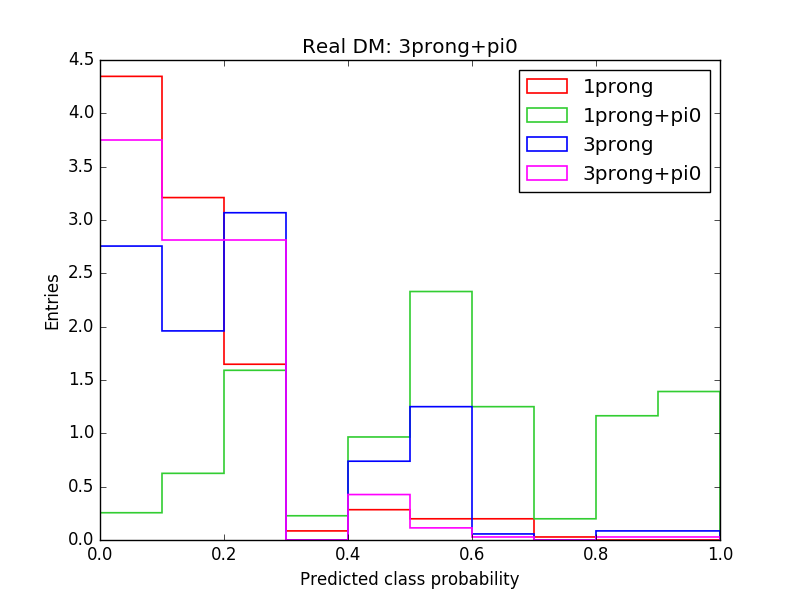 Real DM: 3prong+pi0
4.5
4.0
3.5
3.0
2.5
2.0
1.5
1.0
0.5
0.0
Entries
1prong
1prong+pi0
3prong
3prong+pi0
0.0 0.2 0.4 0.6 0.8 1.0
Predicted class probability